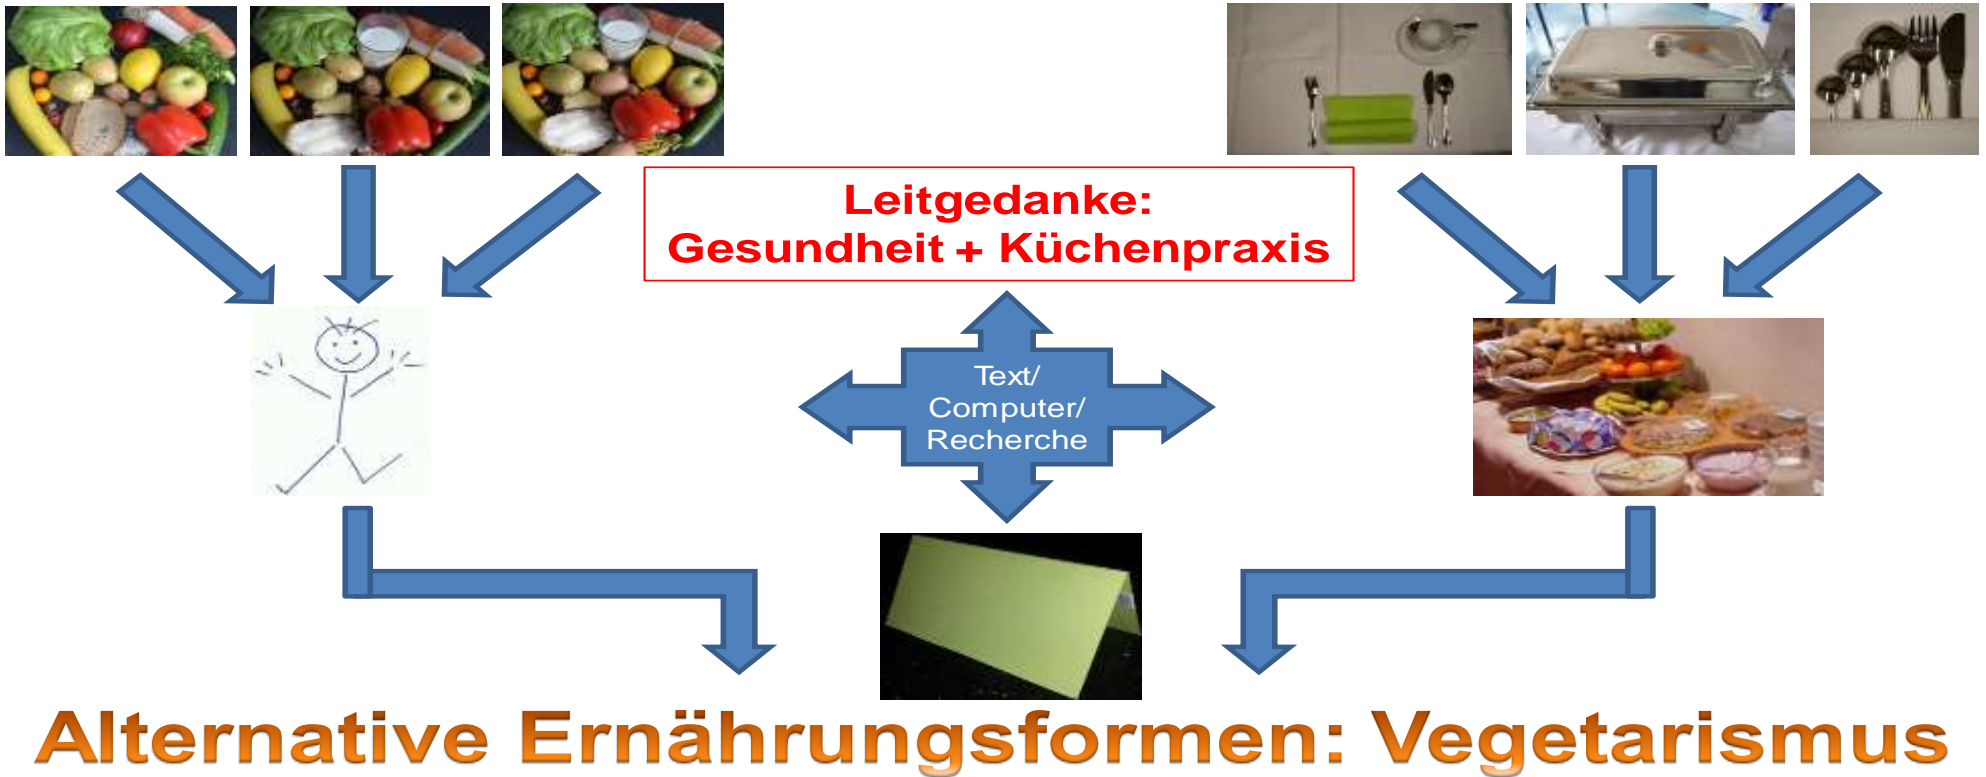 Leitgedanke:
Gesundheit + Küchenpraxis
Text/
Computer/
Recherche
Alternative Ernährungsformen: Vegetarismus